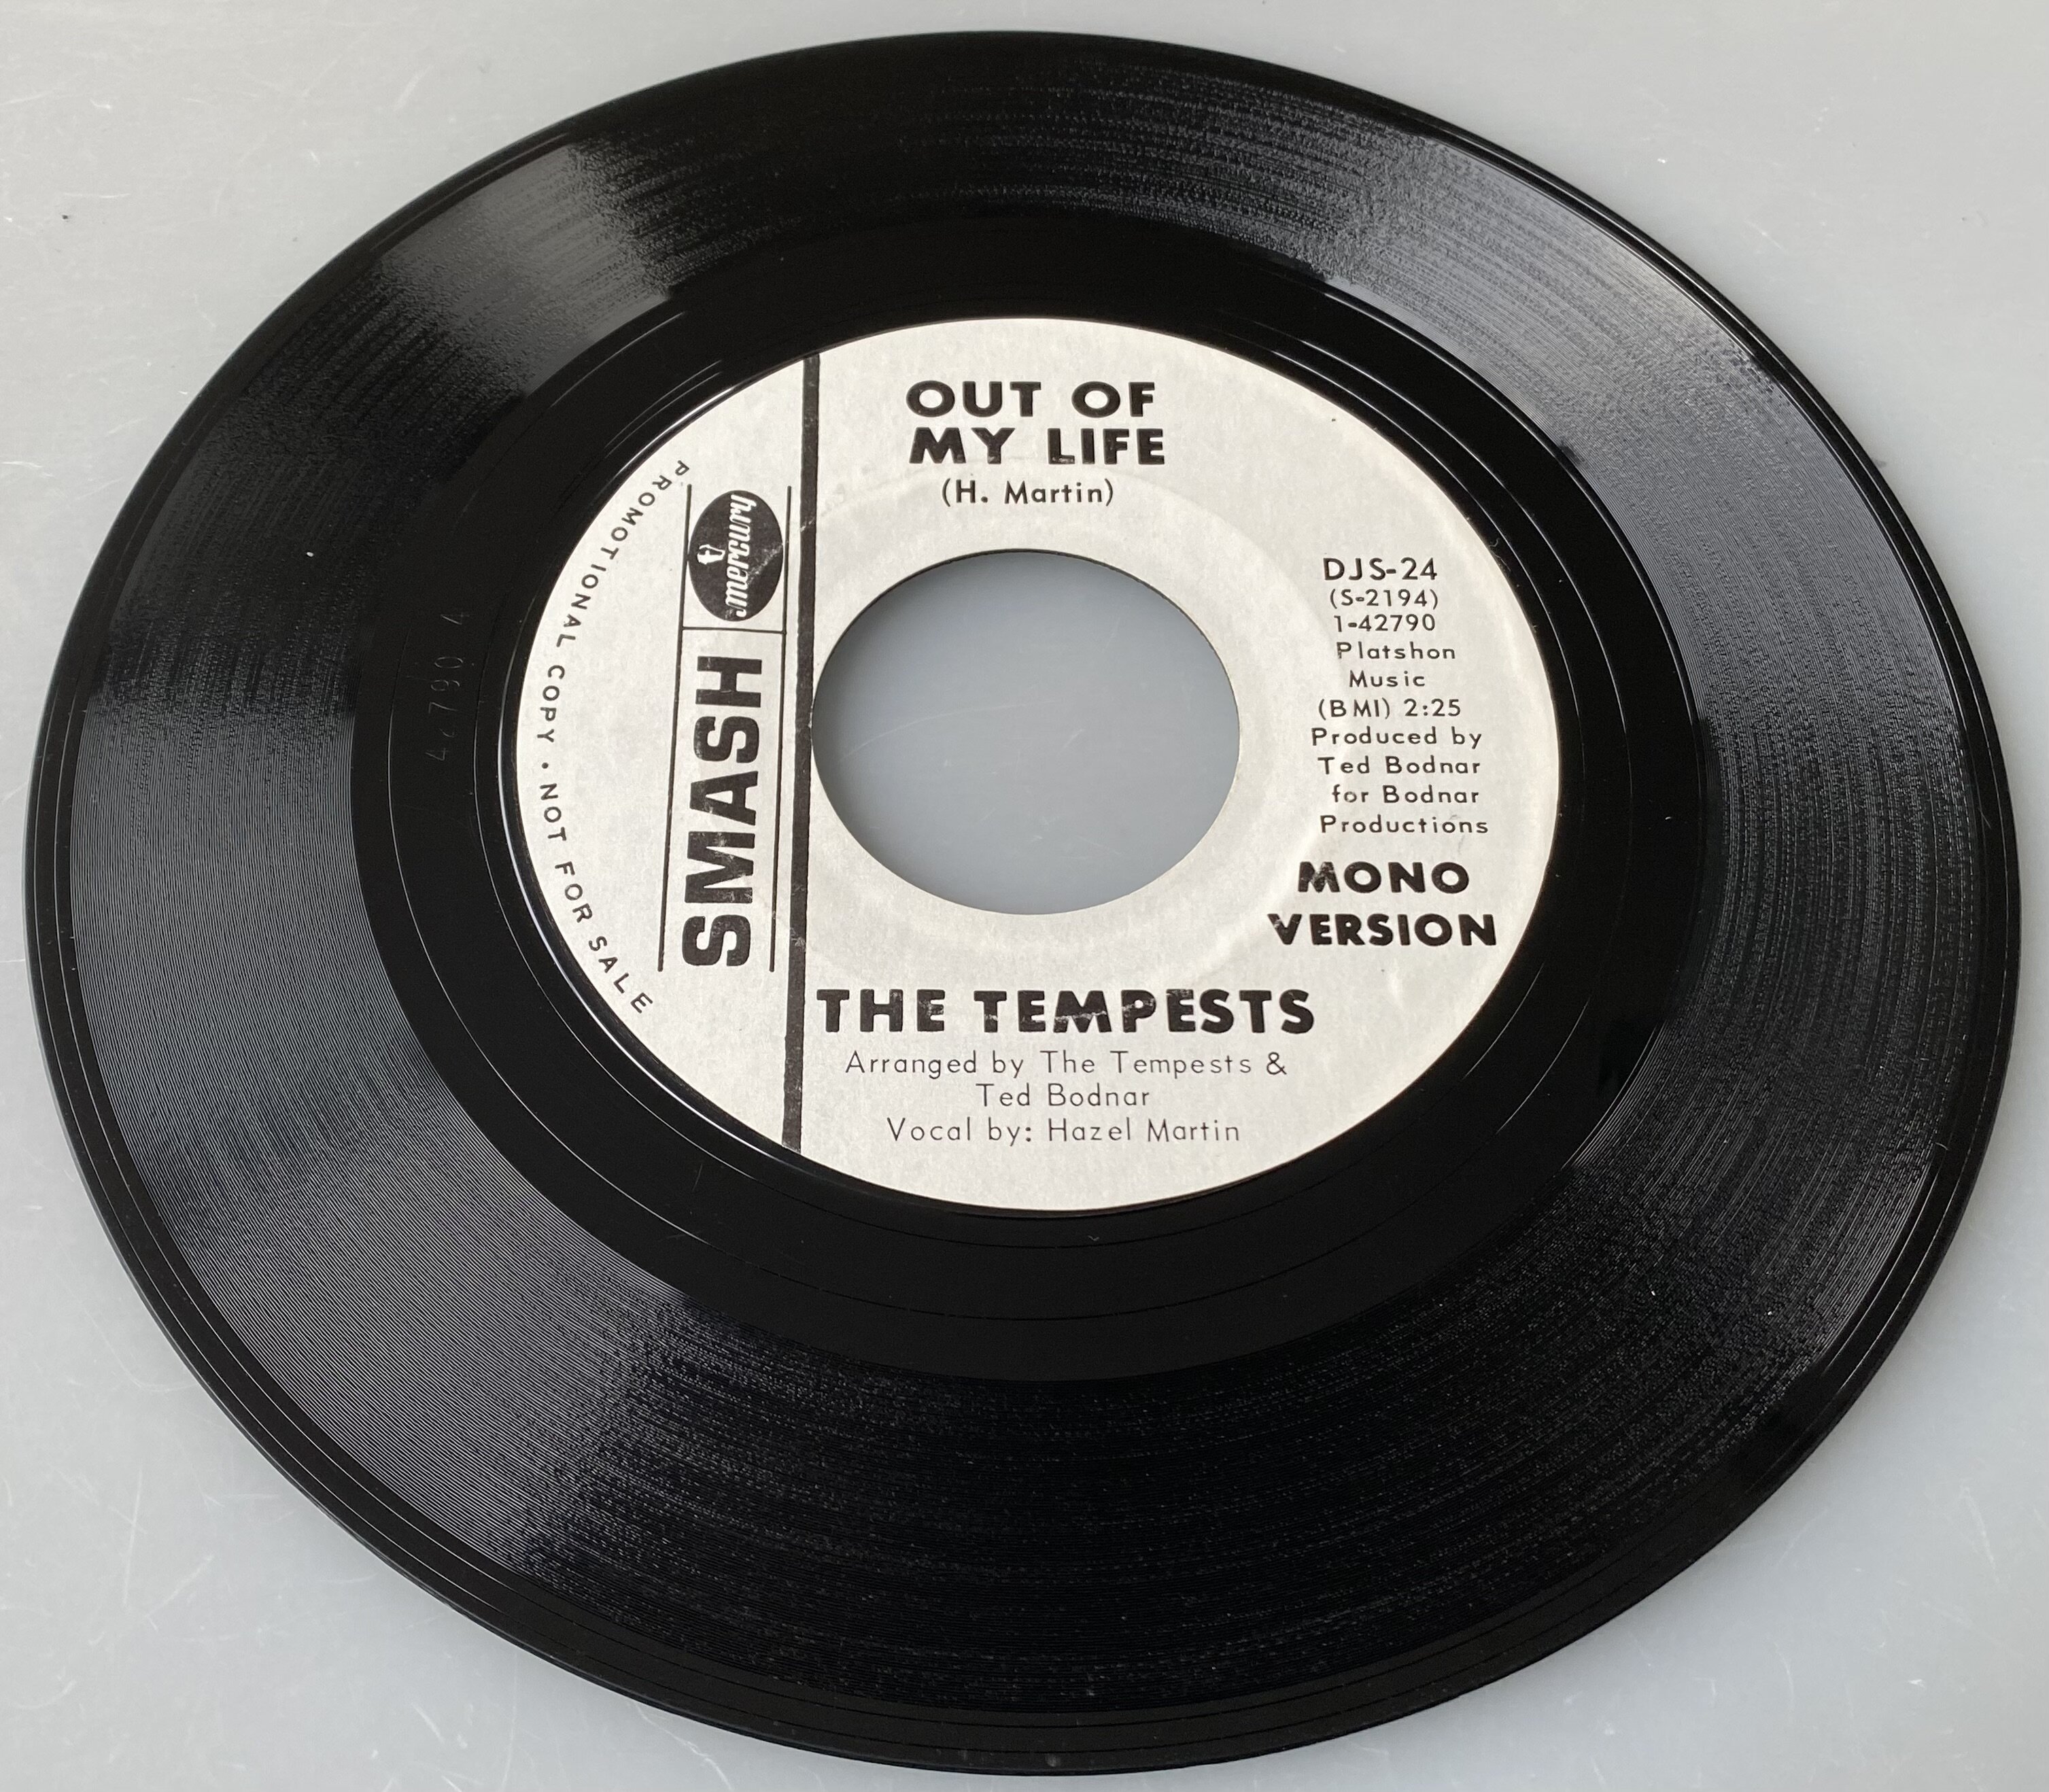 OUT OF
MY LIFE
(H. Martin)
PROMOTIONAL COPY • NOT FOR SALE
mercury
SMASH
DJS-24
(S-2194)
1-42790
Platshon
Music
(BMI) 2:25
Produced by
Ted Bodnar
for Bodnar
Productions
MONO
VERSION
THE TEMPESTS
Arranged by The Tempests &
Ted Bodnar
Vocal by: Hazel Martin
42790 4